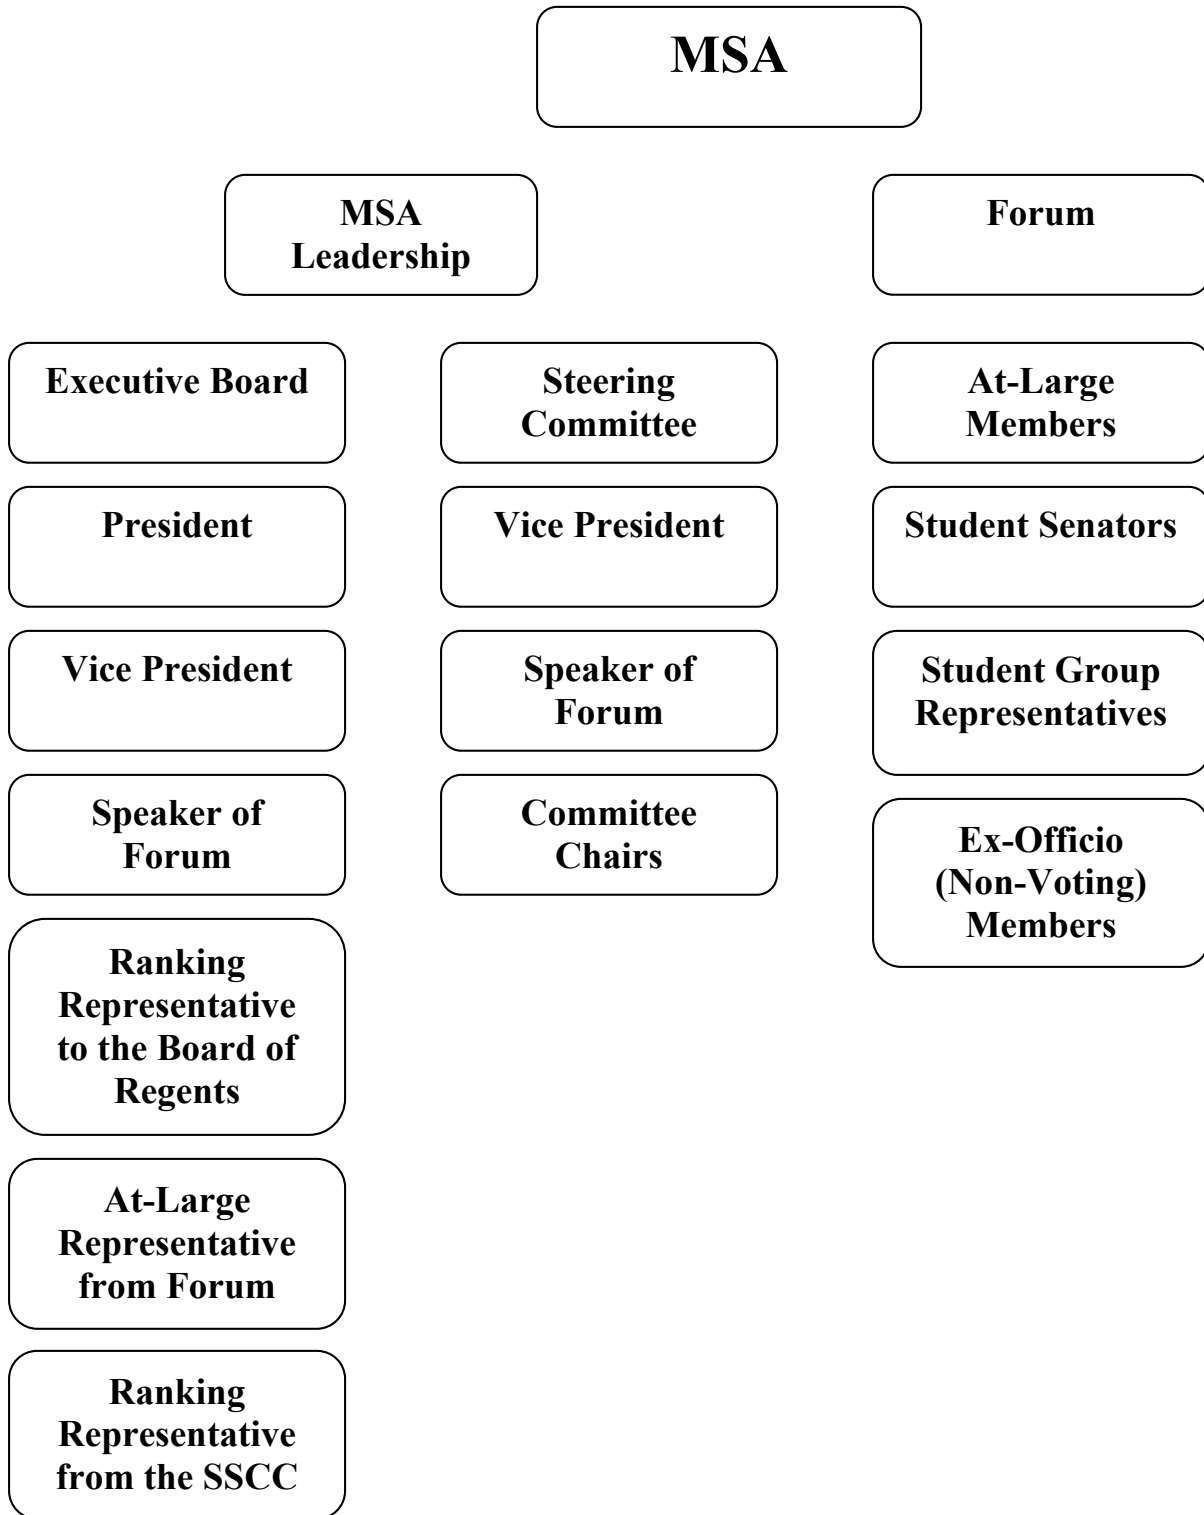 MSA
MSA
Leadership
Forum
Executive Board
President
Vice President
Speaker of
Forum
Ranking
Representative
to the Board of
Regents
At-Large
Representative
from Forum
Ranking
Representative
from the SSCC
Steering
Committee
Vice President
Speaker of
Forum
Committee
Chairs
At-Large
Members
Student Senators
Student Group
Representatives
Ex-Officio
(Non-Voting)
Members